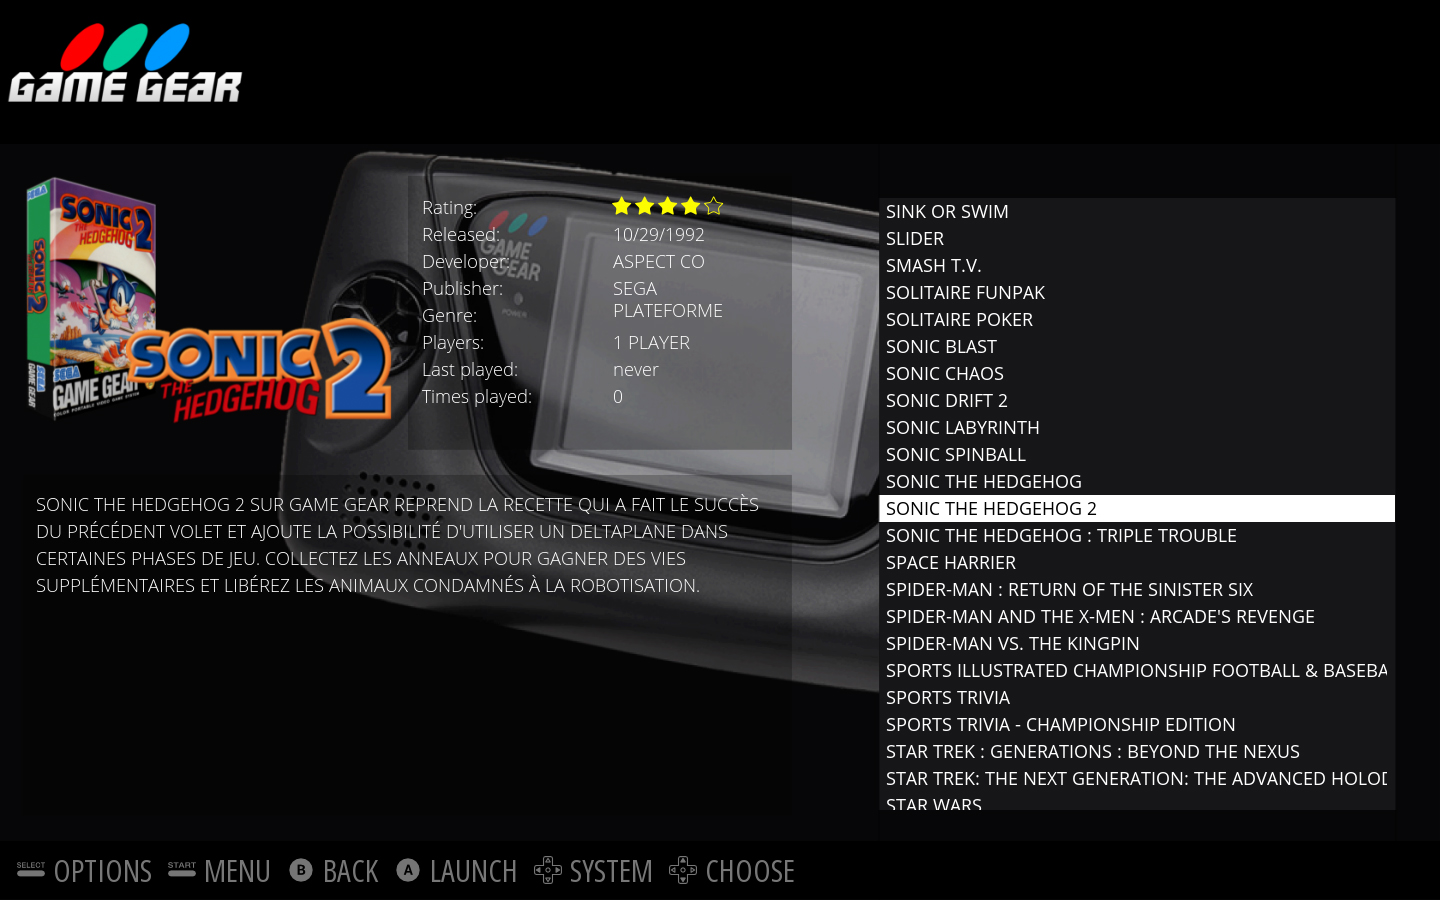 GAME GEAR
SEGA
SONIC
THE
HEDGEHOG 2
SEGA
GAME GEAR
SONIC 2
THE
HEDGEHOG
Rating:
Released: 10/29/1992
Developer: ASPECT CO
Publisher: SEGA
Genre: PLATEFORME
Players: 1 PLAYER
Last played: never
Times played: 0
GAME
GEAR
POWER
SONIC THE HEDGEHOG 2 SUR GAME GEAR REPREND LA RECETTE QUI A FAIT LE SUCCÈS
DU PRÉCÉDENT VOLET ET AJOUTE LA POSSIBILITÉ D'UTILISER UN DELTAPLANE DANS
CERTAINES PHASES DE JEU. COLLECTEZ LES ANNEAUX POUR GAGNER DES VIES
SUPPLÉMENTAIRES ET LIBÉREZ LES ANIMAUX CONDAMNÉS À LA ROBOTISATION.
SINK OR SWIM
SLIDER
SMASH T.V.
SOLITAIRE FUNPAK
SOLITAIRE POKER
SONIC BLAST
SONIC CHAOS
SONIC DRIFT 2
SONIC LABYRINTH
SONIC SPINBALL
SONIC THE HEDGEHOG
SONIC THE HEDGEHOG 2
SONIC THE HEDGEHOG : TRIPLE TROUBLE
SPACE HARRIER
SPIDER-MAN : RETURN OF THE SINISTER SIX
SPIDER-MAN AND THE X-MEN : ARCADE'S REVENGE
SPIDER-MAN VS. THE KINGPIN
SPORTS ILLUSTRATED CHAMPIONSHIP FOOTBALL & BASEBA
SPORTS TRIVIA
SPORTS TRIVIA - CHAMPIONSHIP EDITION
STAR TREK : GENERATIONS : BEYOND THE NEXUS
STAR TREK: THE NEXT GENERATION: THE ADVANCED HOLOD
STAR WARS
SELECT OPTIONS START MENU B BACK A LAUNCH SYSTEM CHOOSE